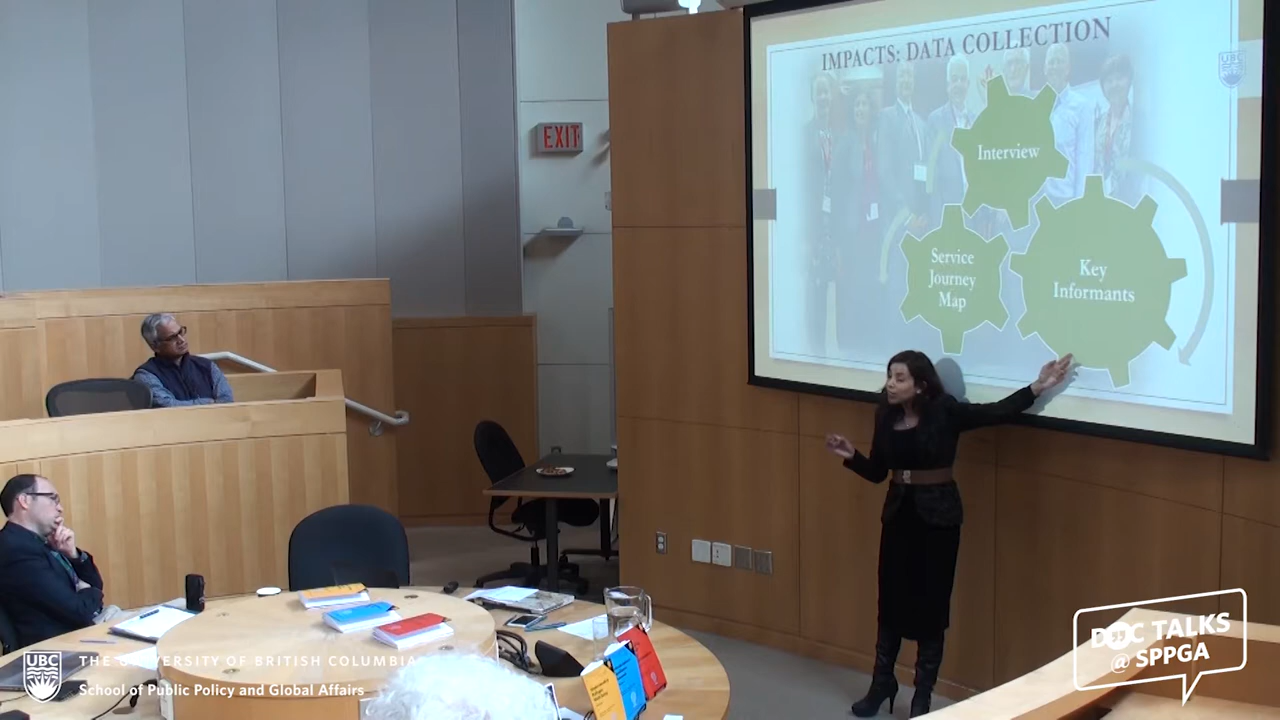 IMPACTS: DATA COLLECTION
UBC
EXIT
Interview
Service
Journey
Map
Key
Informants
DOC TALKS
@ SPPGA
UBC
THE UNIVERSITY OF BRITISH COLUMBIA
School of Public Policy and Global Affairs